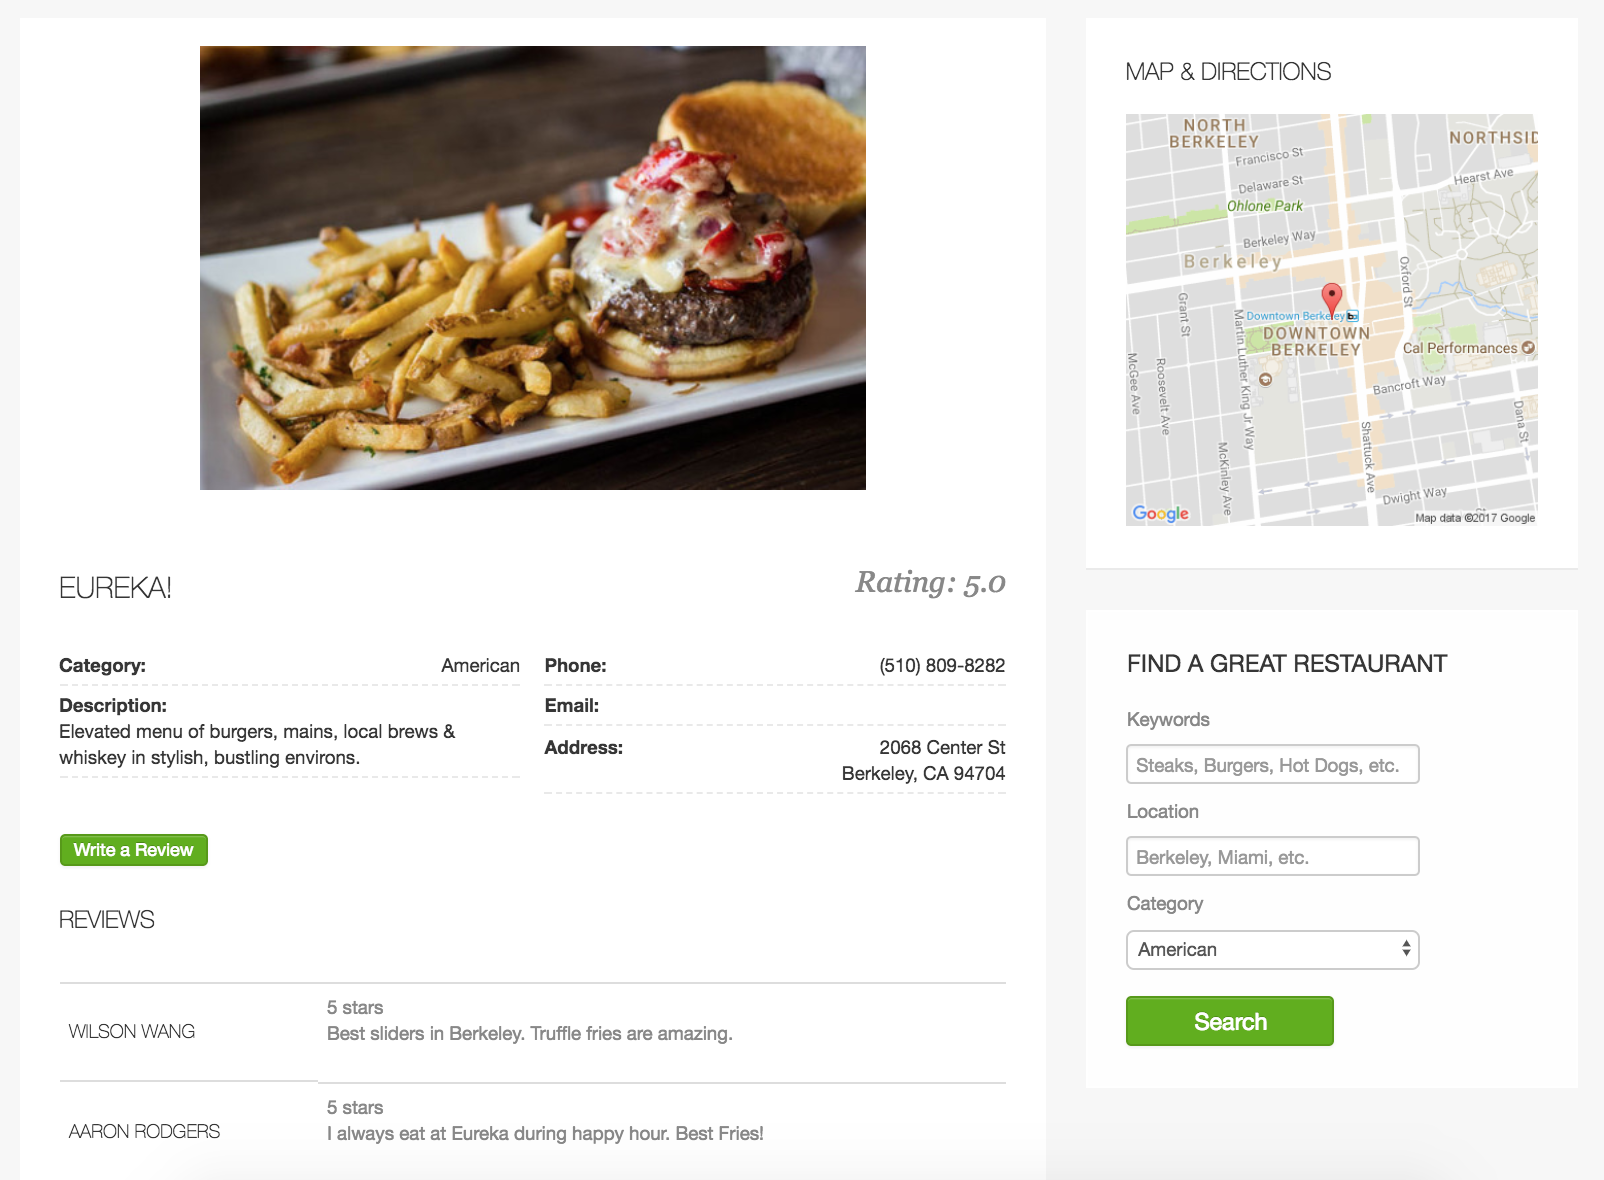 EUREKA!
Rating: 5.0
Category: American
Description:
Elevated menu of burgers, mains, local brews &
whiskey in stylish, bustling environs.
Phone: (510) 809-8282
Email:
Address: 2068 Center St
Berkeley, CA 94704
Write a Review
REVIEWS
WILSON WANG
5 stars
Best sliders in Berkeley. Truffle fries are amazing.
AARON RODGERS
5 stars
I always eat at Eureka during happy hour. Best Fries!
MAP & DIRECTIONS
NORTH
BERKELEY
NORTHSID
Francisco St
Hearst Ave
Delaware St
Ohlone Park
Berkeley Way
Berkeley
Oxford St
Grant St
Downtown Berkeley
Martin Luther King Jr Way
DOWNTOWN
BERKELEY
Cal Performances
McGee Ave
Roosevelt Ave
Bancroft Way
Dana St
Shattuck Ave
McKinley Ave
Dwight Way
Google
Map data ©2017 Google
FIND A GREAT RESTAURANT
Keywords
Steaks, Burgers, Hot Dogs, etc.
Location
Berkeley, Miami, etc.
Category
American
Search